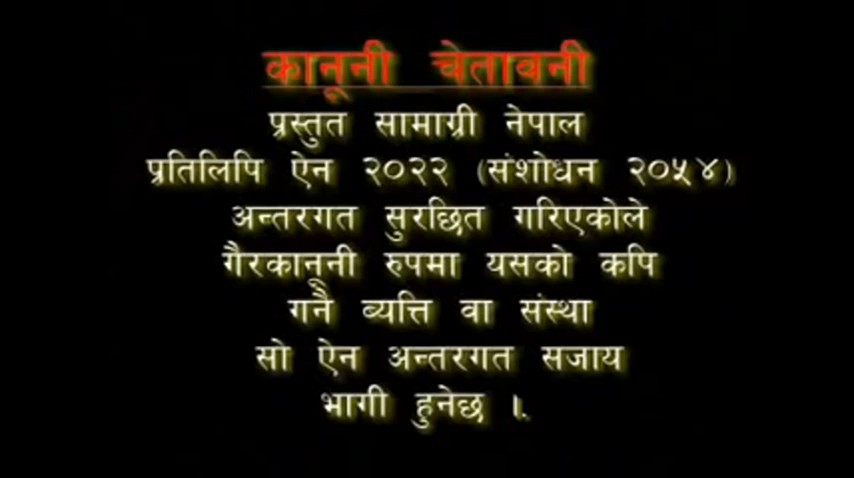 कानूनी चेतावनी
प्रस्तुत सामाग्री नेपाल
प्रतिलिपि ऐन २०२२ (संशोधन २०५४)
अन्तरगत सुरछित गरिएकोले
गैरकानूनी रुपमा यसको कपि
गर्नै ब्यत्ति वा संस्था
सो ऐन अन्तरगत सजाय
भागी हुनेछ ।.